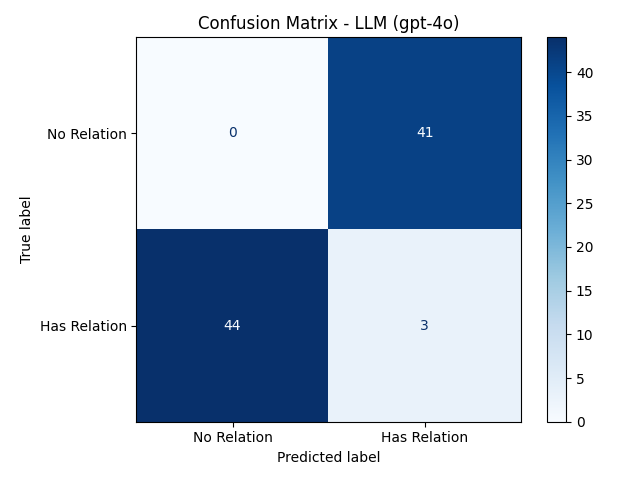 Confusion Matrix - LLM (gpt-4o)
True label
No Relation
Has Relation
0
41
44
3
No Relation
Has Relation
Predicted label
40
35
30
25
20
15
10
5
0